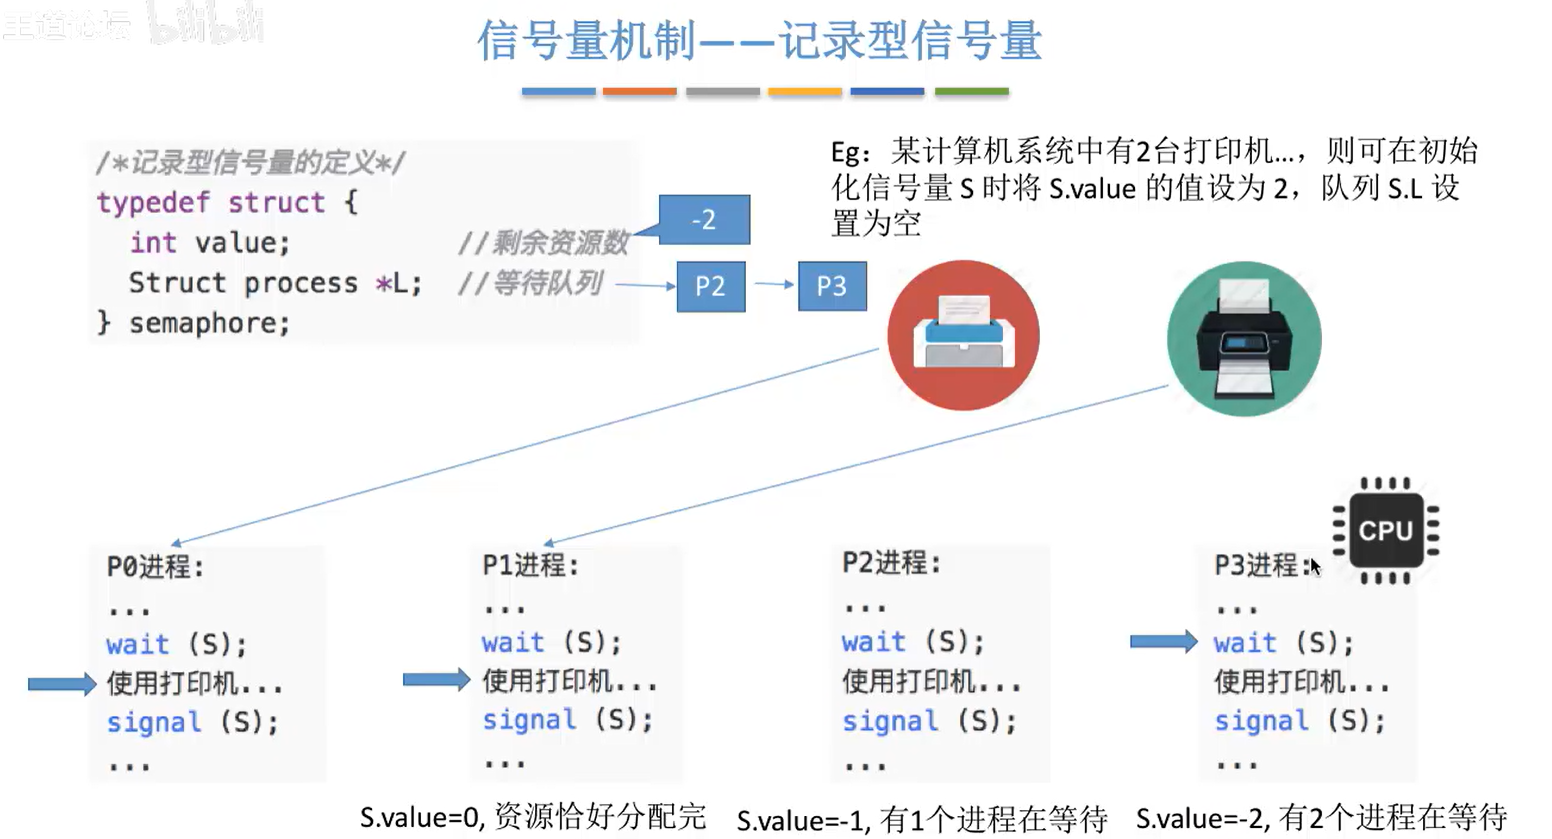 王道论坛 bilibili
信号量机制——记录型信号量
/*记录型信号量的定义*/
typedef struct {
int value; //剩余资源数
Struct process *L; //等待队列
} semaphore;
-2
P2
P3
Eg：某计算机系统中有2台打印机...，则可在初始
化信号量 S 时将 S.value 的值设为 2，队列 S.L 设
置为空
CPU
P0进程:
...
wait (S);
使用打印机...
signal (S);
...
P1进程:
...
wait (S);
使用打印机...
signal (S);
...
P2进程:
...
wait (S);
使用打印机...
signal (S);
...
P3进程:
...
wait (S);
使用打印机...
signal (S);
...
S.value=0, 资源恰好分配完
S.value=-1, 有1个进程在等待
S.value=-2, 有2个进程在等待